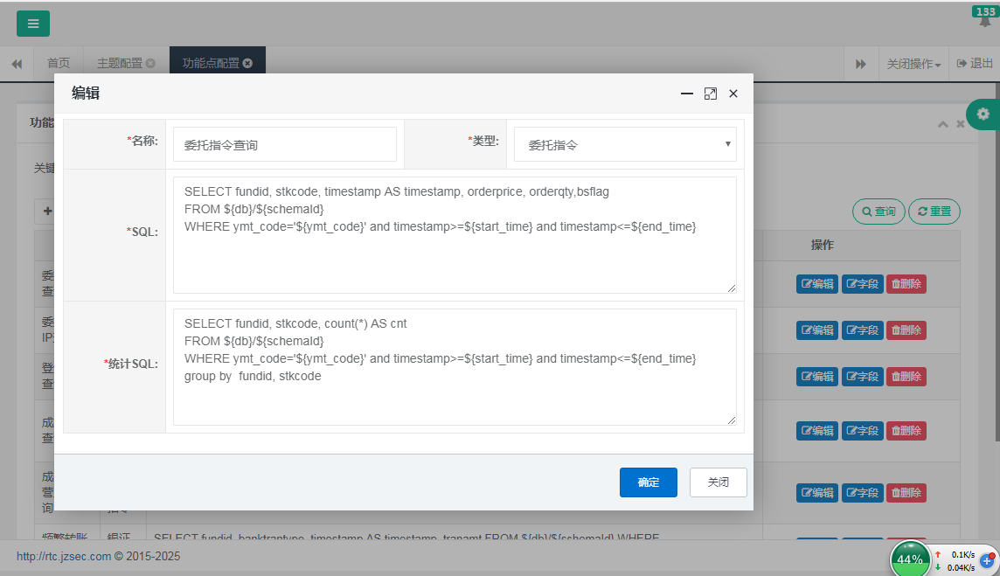 133
首页
主题配置
功能点配置
关闭操作
退出
编辑
功能
*名称:
委托指令查询
*类型:
委托指令
关键
*SQL:
SELECT fundid, stkcode, timestamp AS timestamp, orderprice, orderqty,bsflag
FROM ${db}/${schemaId}
WHERE ymt_code='${ymt_code}' and timestamp>=${start_time} and timestamp<=${end_time}
查询
重置
操作
委
查
编辑
字段
删除
委
IP
编辑
字段
删除
*统计SQL:
SELECT fundid, stkcode, count(*) AS cnt
FROM ${db}/${schemaId}
WHERE ymt_code='${ymt_code}' and timestamp>=${start_time} and timestamp<=${end_time}
group by  fundid, stkcode
登
查
编辑
字段
删除
成
查
编辑
字段
删除
成
营
询
编辑
字段
删除
确定
关闭
频繁转账
银证
SELECT fundid, banktrantype, timestamp AS timestamp, tranamt FROM ${db}/${schemaId} WHERE
http://rtc.jzsec.com © 2015-2025
44%
0.1K/s
0.04K/s